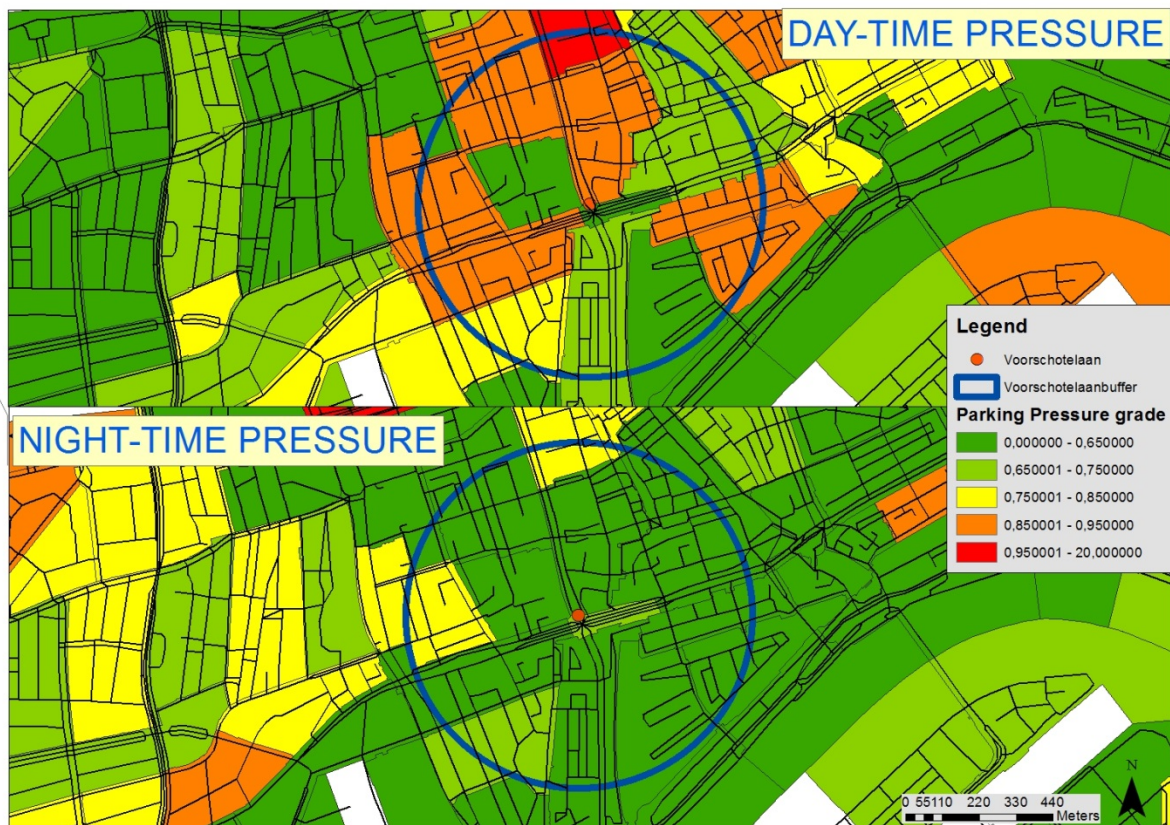 DAY-TIME PRESSURE
NIGHT-TIME PRESSURE
Legend
Voorschotelaan
Voorschotelaanbuffer
Parking Pressure grade
0,000000 - 0,650000
0,650001 - 0,750000
0,750001 - 0,850000
0,850001 - 0,950000
0,950001 - 20,000000
N
0 55110 220 330 440
Meters